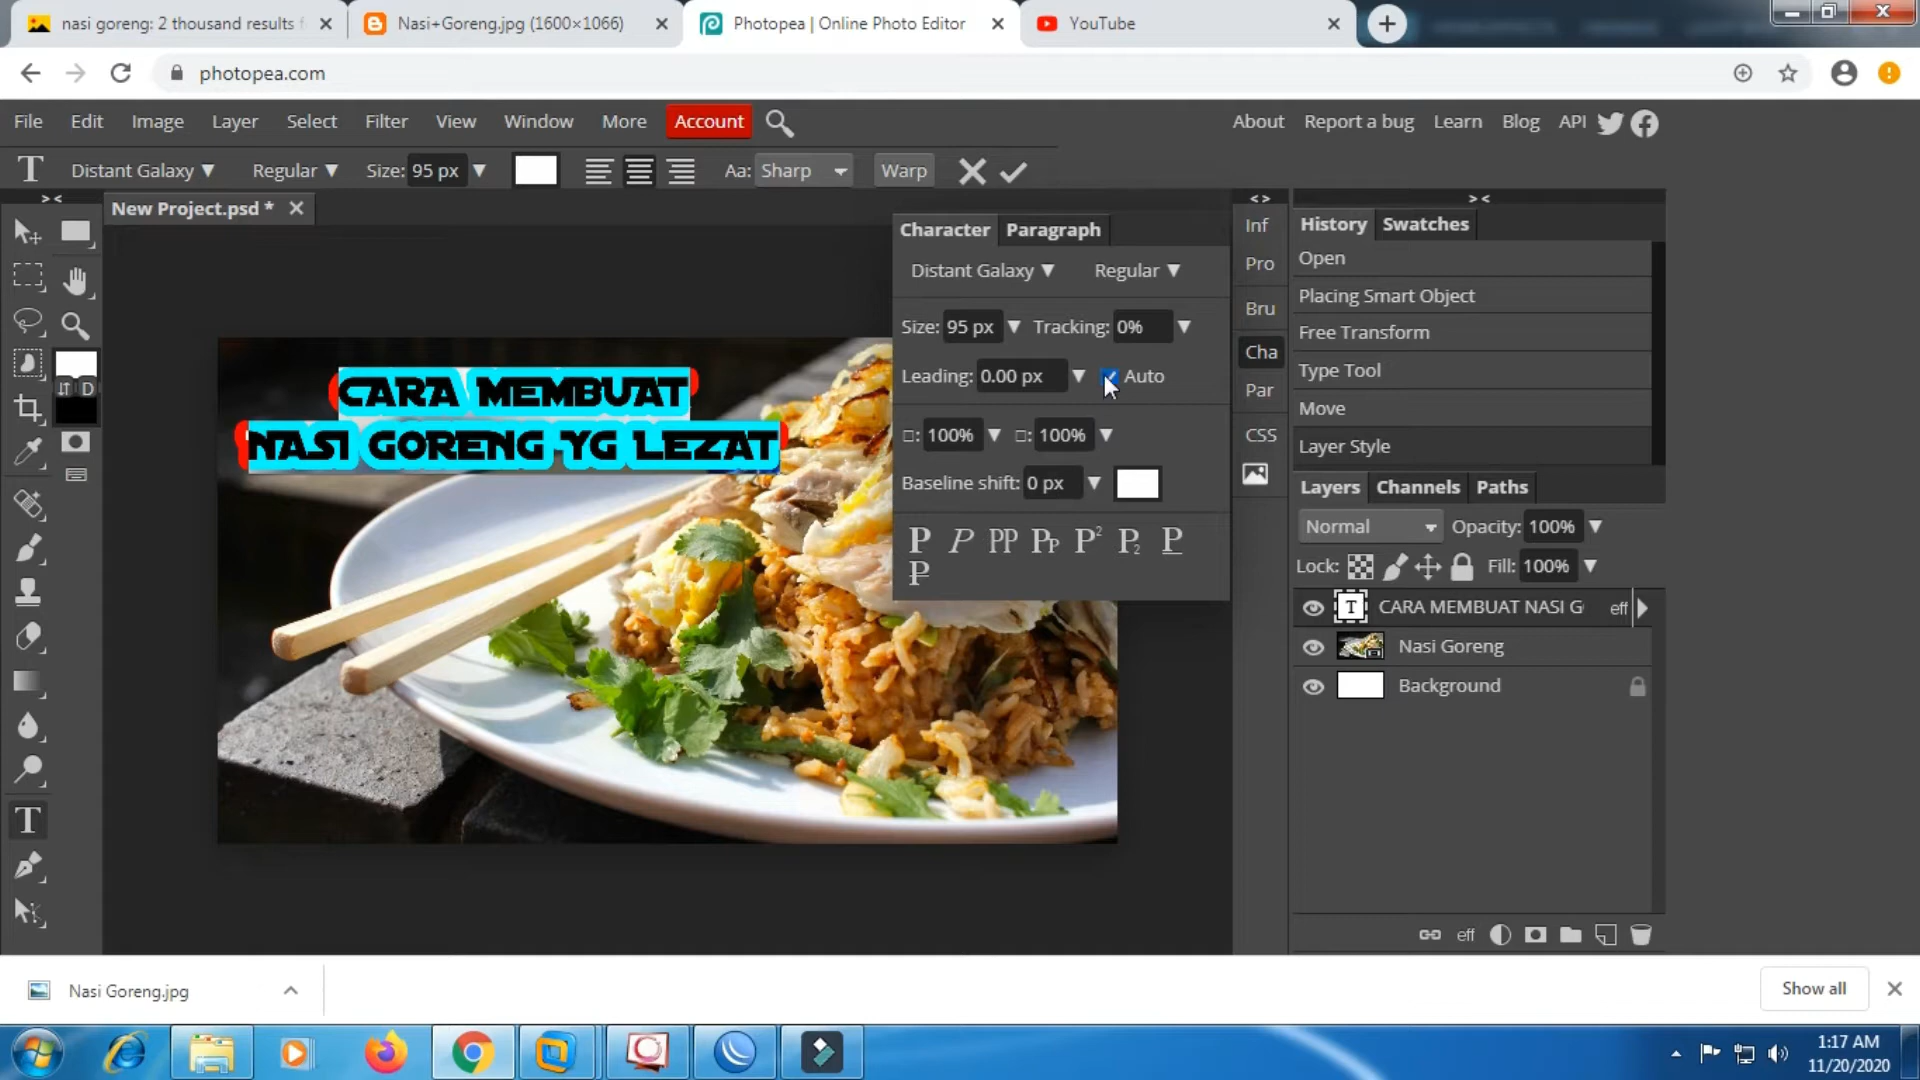 nasi goreng: 2 thousand results
Nasi+Goreng.jpg (1600×1066)
Photopea | Online Photo Editor
YouTube
photopea.com
File Edit Image Layer Select Filter View Window More Account
About Report a bug Learn Blog API
Distant Galaxy Regular Size: 95 px Aa: Sharp Warp
New Project.psd *
CARA MEMBUAT
NASI GORENG YG LEZAT
Character Paragraph
Distant Galaxy Regular
Size: 95 px Tracking: 0%
Leading: 0.00 px Auto
100% 100%
Baseline shift: 0 px
Inf
Pro
Bru
Cha
Par
CSS
History Swatches
Open
Placing Smart Object
Free Transform
Type Tool
Move
Layer Style
Layers Channels Paths
Normal Opacity: 100%
Lock: Fill: 100%
CARA MEMBUAT NASI G eff
Nasi Goreng
Background
eff
D
Nasi Goreng.jpg
Show all
1:17 AM
11/20/2020